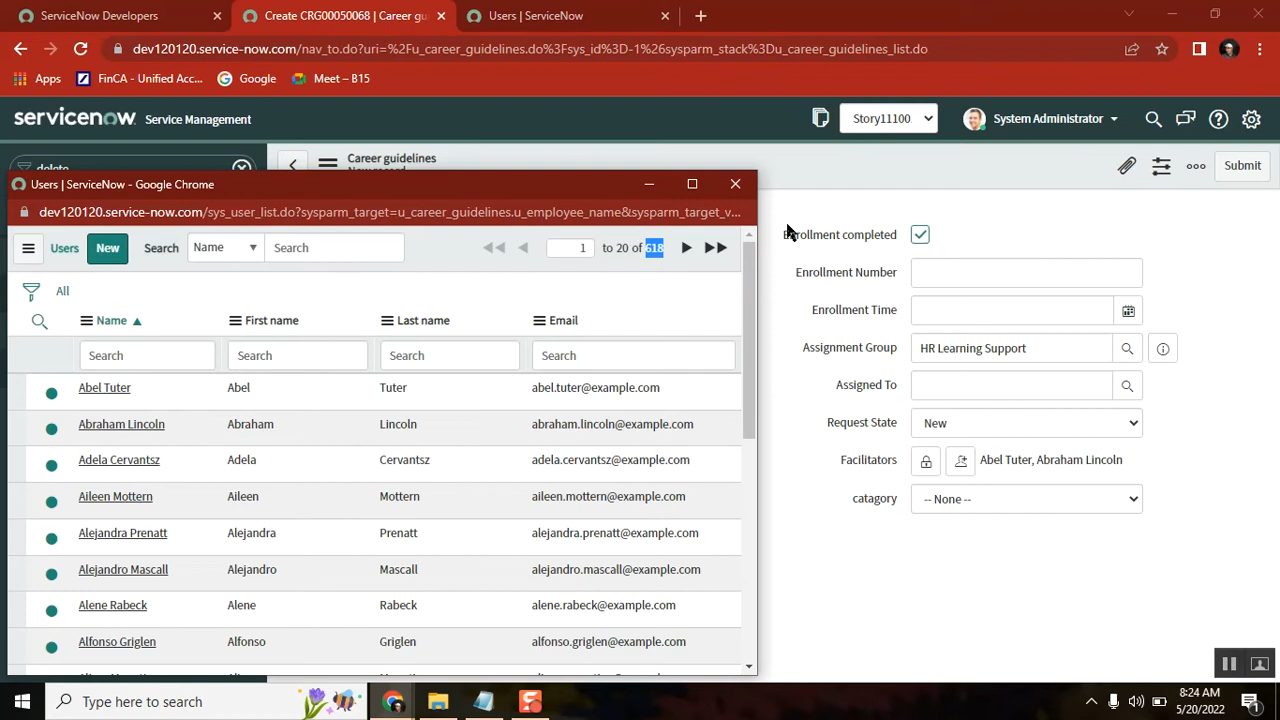 ServiceNow Developers
Create CRG00050068 | Career gu
Users | ServiceNow
dev120120.service-now.com/nav_to.do?uri=%2Fu_career_guidelines.do%3Fsys_id%3D-1%26sysparm_stack%3Du_career_guidelines_list.do
Apps
FinCA - Unified Acc...
Google
Meet – B15
servicenow Service Management
Story11100
System Administrator
delete
Career guidelines
New record
Submit
Users | ServiceNow - Google Chrome
dev120120.service-now.com/sys_user_list.do?sysparm_target=u_career_guidelines.u_employee_name&sysparm_target_v...
Users New Search Name Search 1 to 20 of 618
All
Name First name Last name Email
Search Search Search Search
Abel Tuter Abel Tuter abel.tuter@example.com
Abraham Lincoln Abraham Lincoln abraham.lincoln@example.com
Adela Cervantsz Adela Cervantsz adela.cervantsz@example.com
Aileen Mottern Aileen Mottern aileen.mottern@example.com
Alejandra Prenatt Alejandra Prenatt alejandra.prenatt@example.com
Alejandro Mascall Alejandro Mascall alejandro.mascall@example.com
Alene Rabeck Alene Rabeck alene.rabeck@example.com
Alfonso Griglen Alfonso Griglen alfonso.griglen@example.com
Enrollment completed
Enrollment Number
Enrollment Time
Assignment Group HR Learning Support
Assigned To
Request State New
Facilitators Abel Tuter, Abraham Lincoln
catagory -- None --
Type here to search
8:24 AM
5/20/2022
1